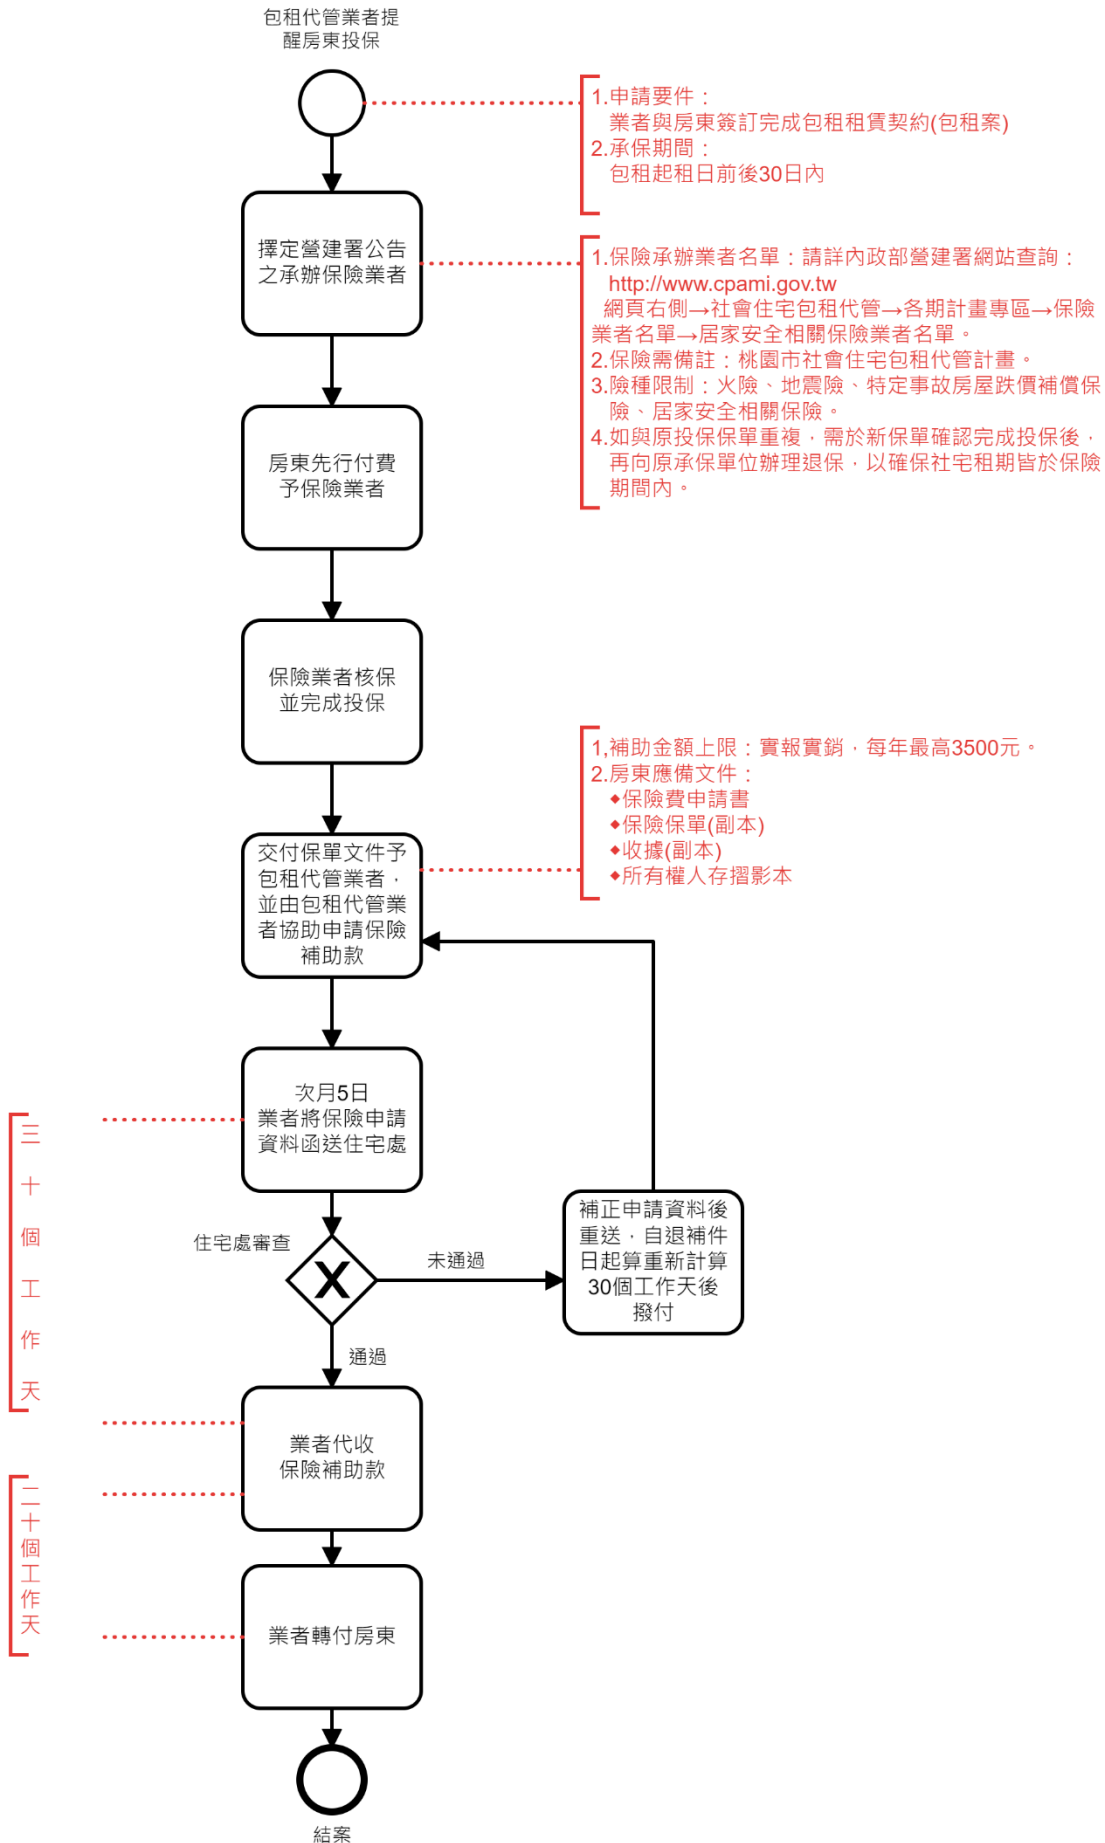 包租代管業者提
醒房東投保
1.申請要件：
業者與房東簽訂完成包租租賃契約(包租案)
2.承保期間：
包租起租日前後30日內
擇定營建署公告
之承辦保險業者
1.保險承辦業者名單：請詳內政部營建署網站查詢：
http://www.cpami.gov.tw
網頁右側→社會住宅包租代管→各期計畫專區→保險
業者名單→居家安全相關保險業者名單。
2.保險需備註：桃園市社會住宅包租代管計畫。
3.險種限制：火險、地震險、特定事故房屋跌價補償保
險、居家安全相關保險。
4.如與原投保保單重複，需於新保單確認完成投保後，
再向原承保單位辦理退保，以確保社宅租期皆於保險
期間內。
房東先行付費
予保險業者
保險業者核保
並完成投保
1,補助金額上限：實報實銷，每年最高3500元。
2.房東應備文件：
◆保險費申請書
◆保險保單(副本)
◆收據(副本)
◆所有權人存摺影本
交付保單文件予
包租代管業者，
並由包租代管業
者協助申請保險
補助款
次月5日
業者將保險申請
資料函送住宅處
三十個工作天
住宅處審查
未通過
補正申請資料後
重送，自退補件
日起算重新計算
30個工作天後
撥付
X
通過
業者代收
保險補助款
二十個工作天
業者轉付房東
結案